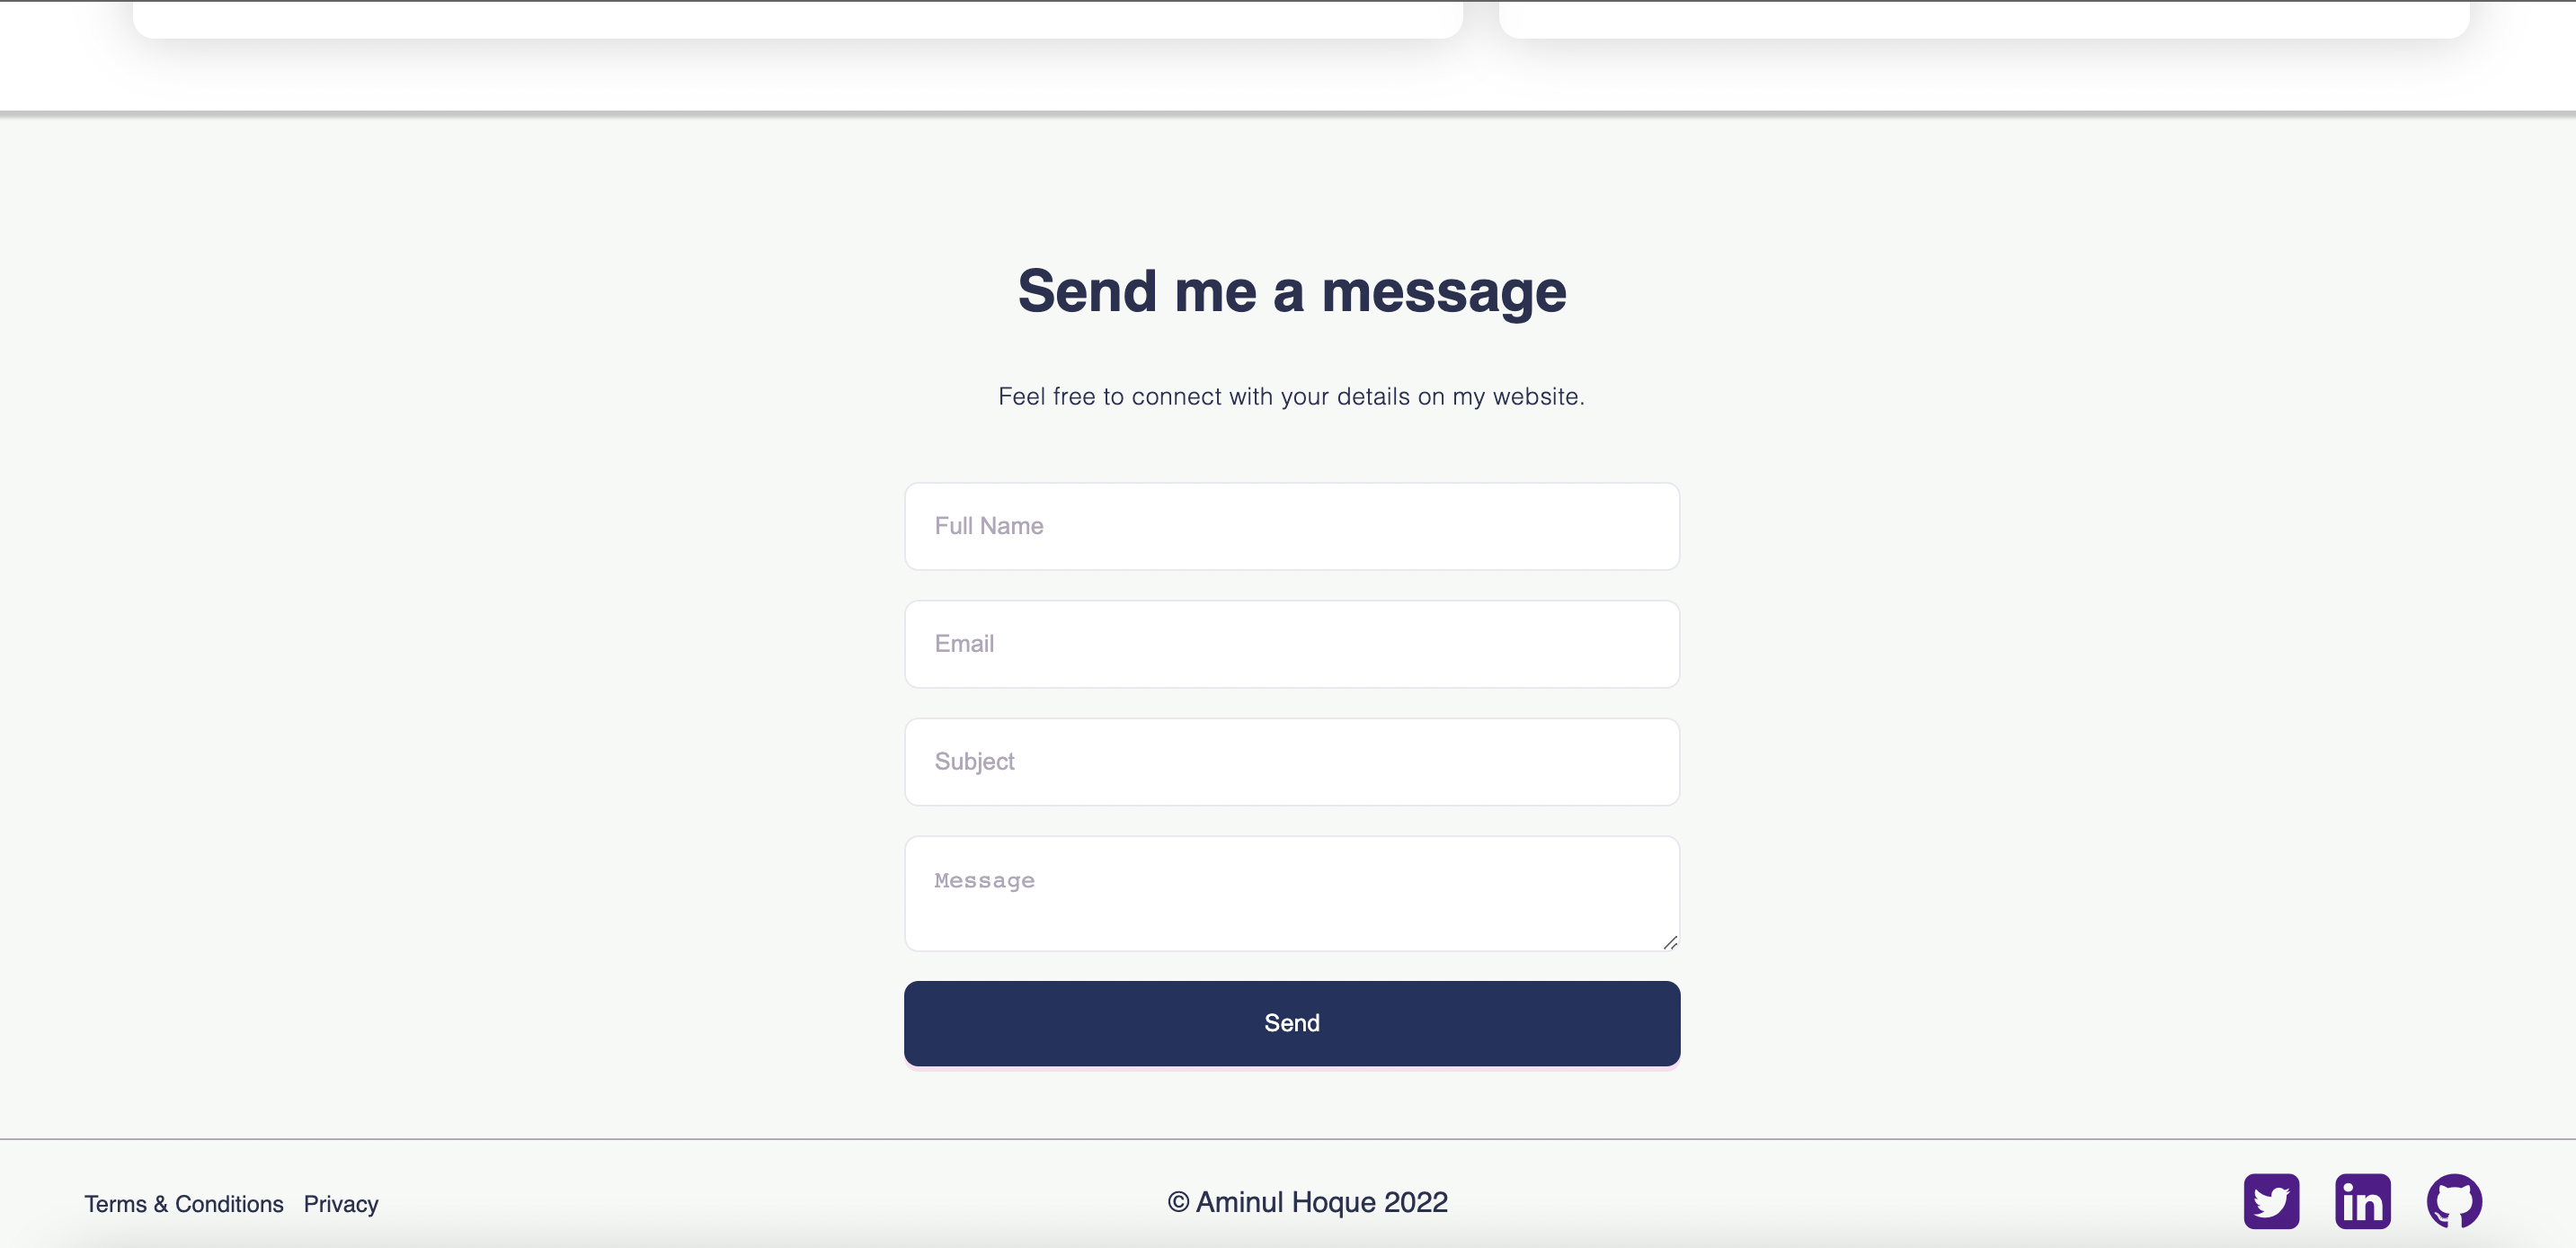 Send me a message
Feel free to connect with your details on my website.
Full Name
Email
Subject
Message
Send
Terms & Conditions Privacy
© Aminul Hoque 2022
in